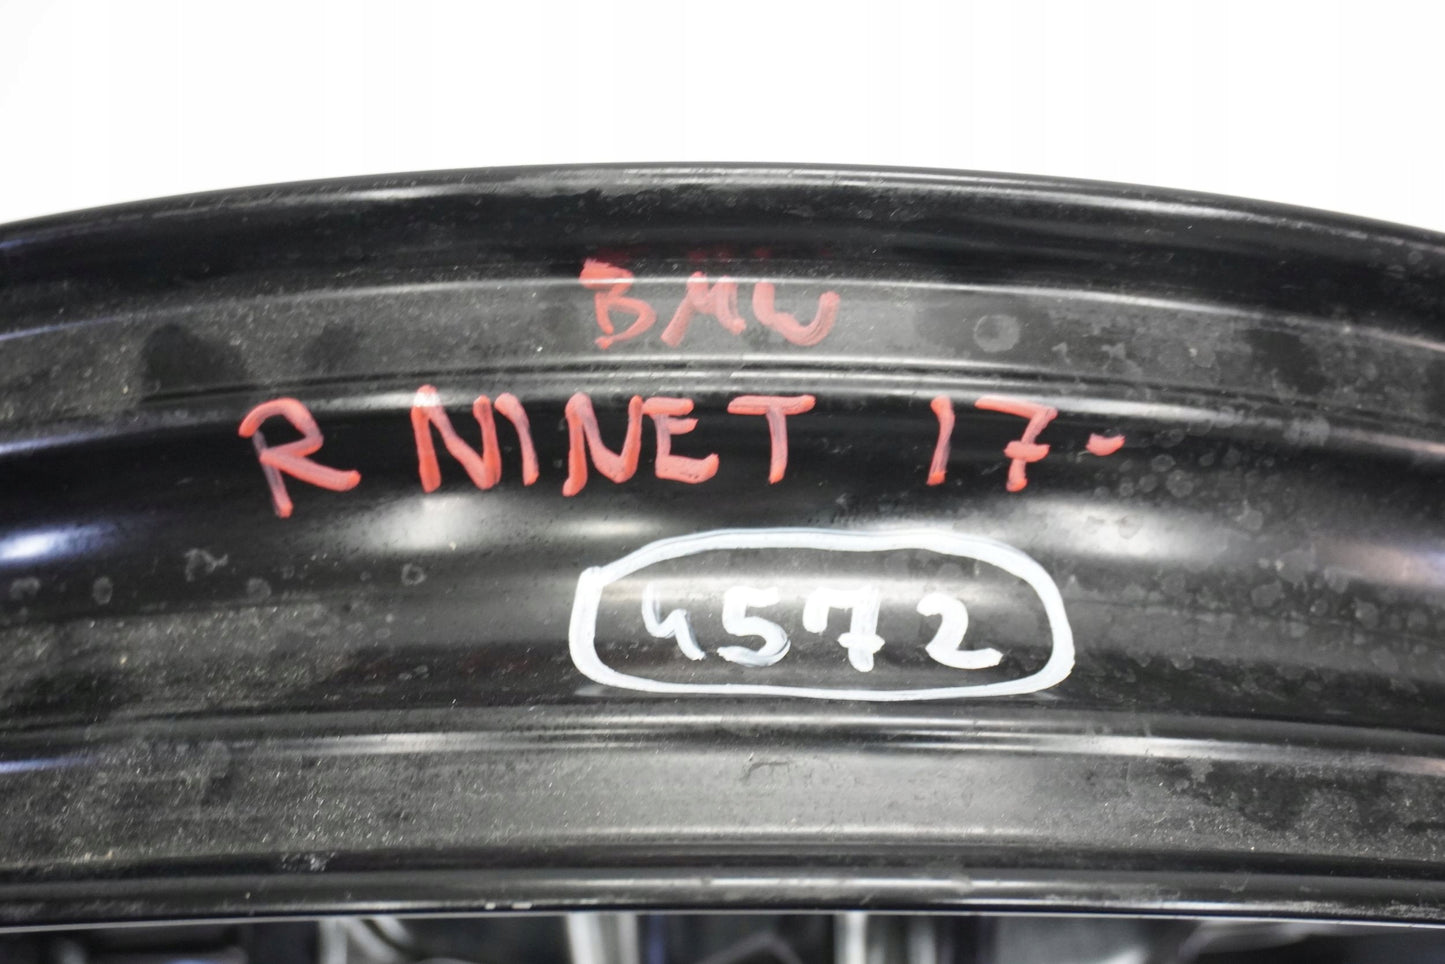 BMW
R NINET 17-
4572